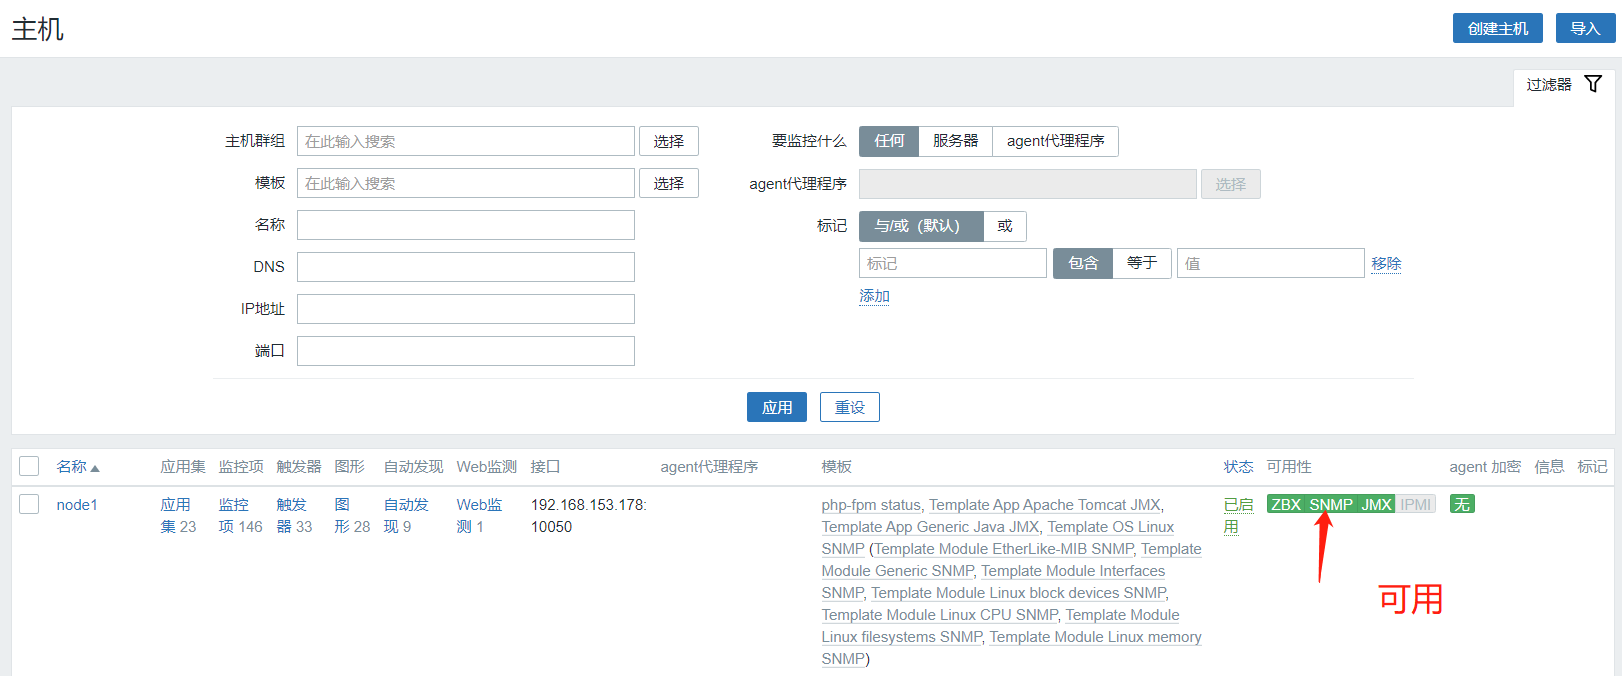 主机
创建主机 导入
过滤器
主机群组 在此输入搜索 选择 要监控什么 任何 服务器 agent代理程序
模板 在此输入搜索 选择 agent代理程序 选择
名称 标记 与/或（默认） 或
DNS 标记 包含 等于 值 移除
添加
IP地址
端口
应用 重设
名称 应用集 监控项 触发器 图形 自动发现 Web监测 接口 agent代理程序 模板 状态 可用性 agent 加密 信息 标记
node1 应用 监控 触发 图 自动发 Web监 192.168.153.178: php-fpm status, Template App Apache Tomcat JMX, 已启 ZBX SNMP JMX IPMI 无
集 23 项 146 器 33 形 28 现 9 测 1 10050 Template App Generic Java JMX, Template OS Linux 用
SNMP (Template Module EtherLike-MIB SNMP, Template
Module Generic SNMP, Template Module Interfaces
SNMP, Template Module Linux block devices SNMP,
可用
Template Module Linux CPU SNMP, Template Module
Linux filesystems SNMP, Template Module Linux memory
SNMP)